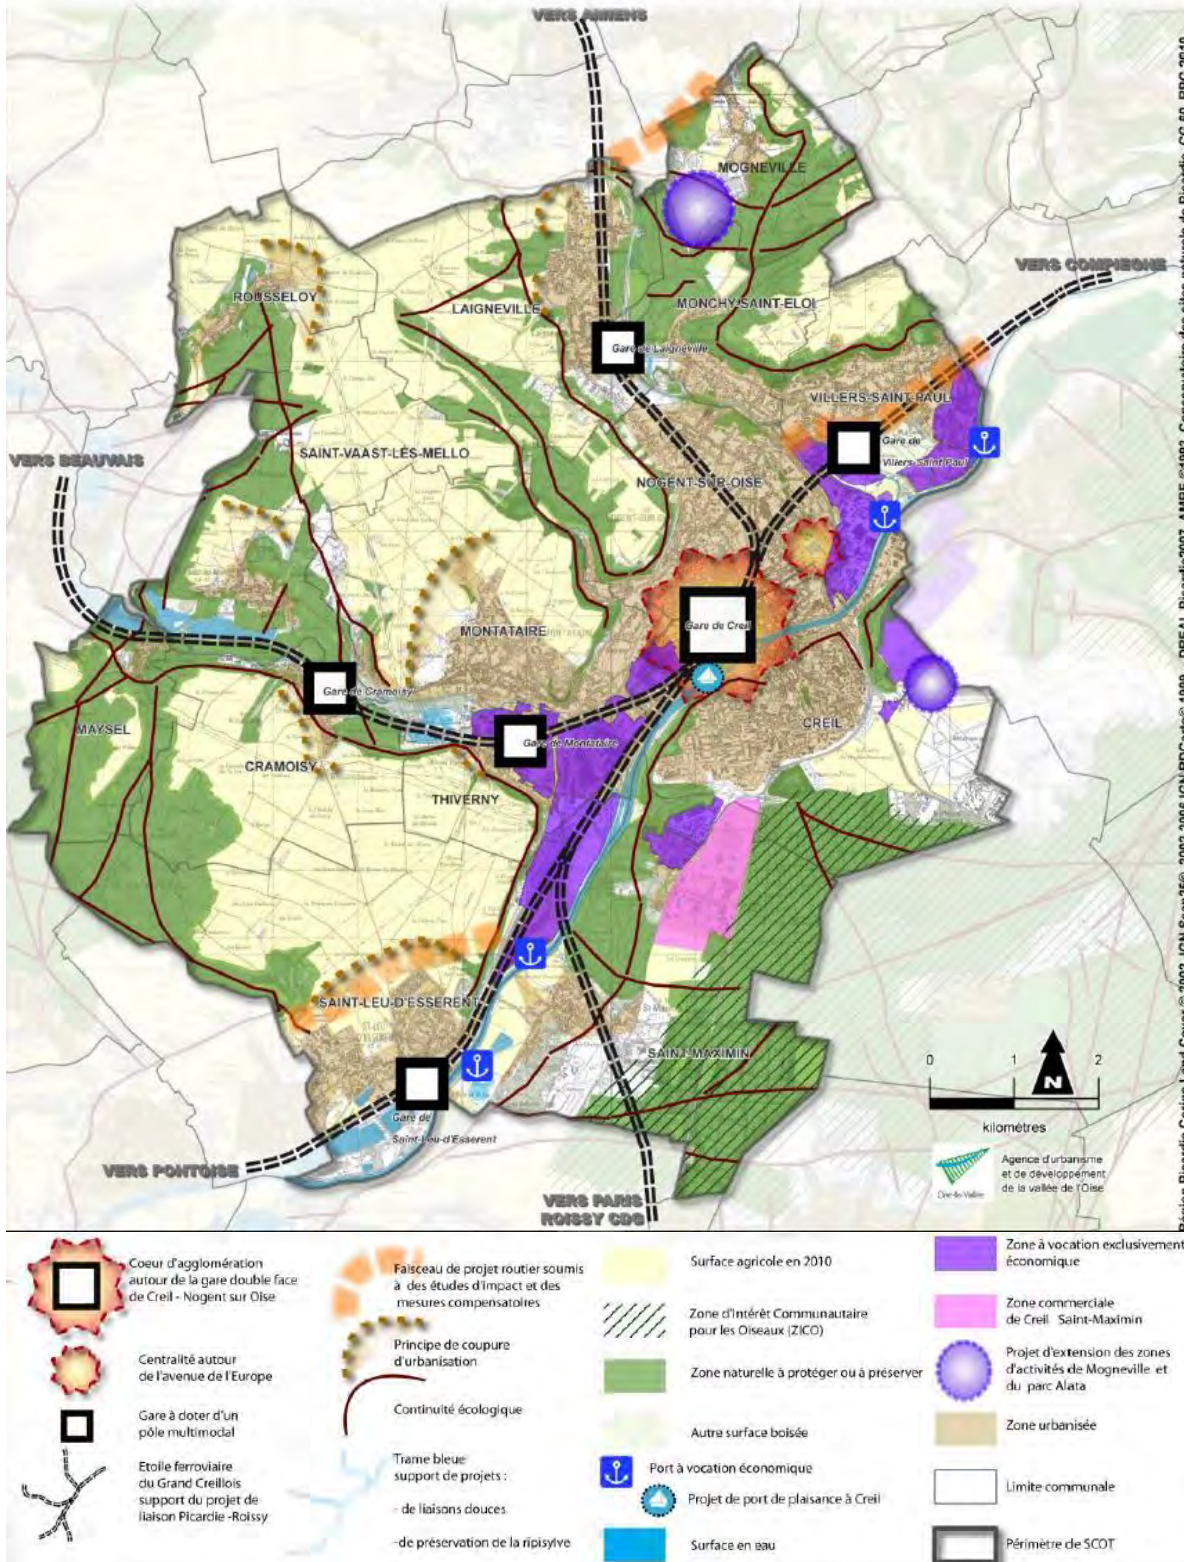 VERS AMIENS
MOGNEVILLE
VERS COMPIEGNE
ROUSSELOY
LAIGNEVILLE
MONCHY-SAINT-ELOI
Gare de Laigneville
VILLERS-SAINT-PAUL
Gare de
Villers-Saint-Paul
VERS BEAUVAIS
SAINT-VAAST-LÈS-MELLO
NOGENT-SUR-OISE
MONTATAIRE
Gare de Creil
Gare de Cramoisy
MAYSEL
CRAMOISY
Gare de Montataire
CREIL
THIVERNY
SAINT-LEU-D'ESSERENT
SAINT-MAXIMIN
Gare de
Saint-Leu-d'Esserent
VERS PONTOISE
VERS PARIS
ROISSY CDG
0 1 2
N
kilomètres
Agence d'urbanisme
et de développement
de la vallée de l'Oise
Oise-la-Vallée
Coeur d'agglomération
autour de la gare double face
de Creil - Nogent sur Oise
Centralité autour
de l'avenue de l'Europe
Gare à doter d'un
pôle multimodal
Etoile ferroviaire
du Grand Creillois
support du projet de
liaison Picardie -Roissy
Faisceau de projet routier soumis
à des études d'impact et des
mesures compensatoires
Principe de coupure
d'urbanisation
Continuité écologique
Trame bleue
support de projets :
- de liaisons douces
-de préservation de la ripisylve
Surface agricole en 2010
Zone d'Intérêt Communautaire
pour les Oiseaux (ZICO)
Zone naturelle à protéger ou à préserver
Autre surface boisée
Port à vocation économique
Projet de port de plaisance à Creil
Surface en eau
Zone à vocation exclusivement
économique
Zone commerciale
de Creil Saint-Maximin
Projet d'extension des zones
d'activités de Mogneville et
du parc Alata
Zone urbanisée
Limite communale
Périmètre de SCOT